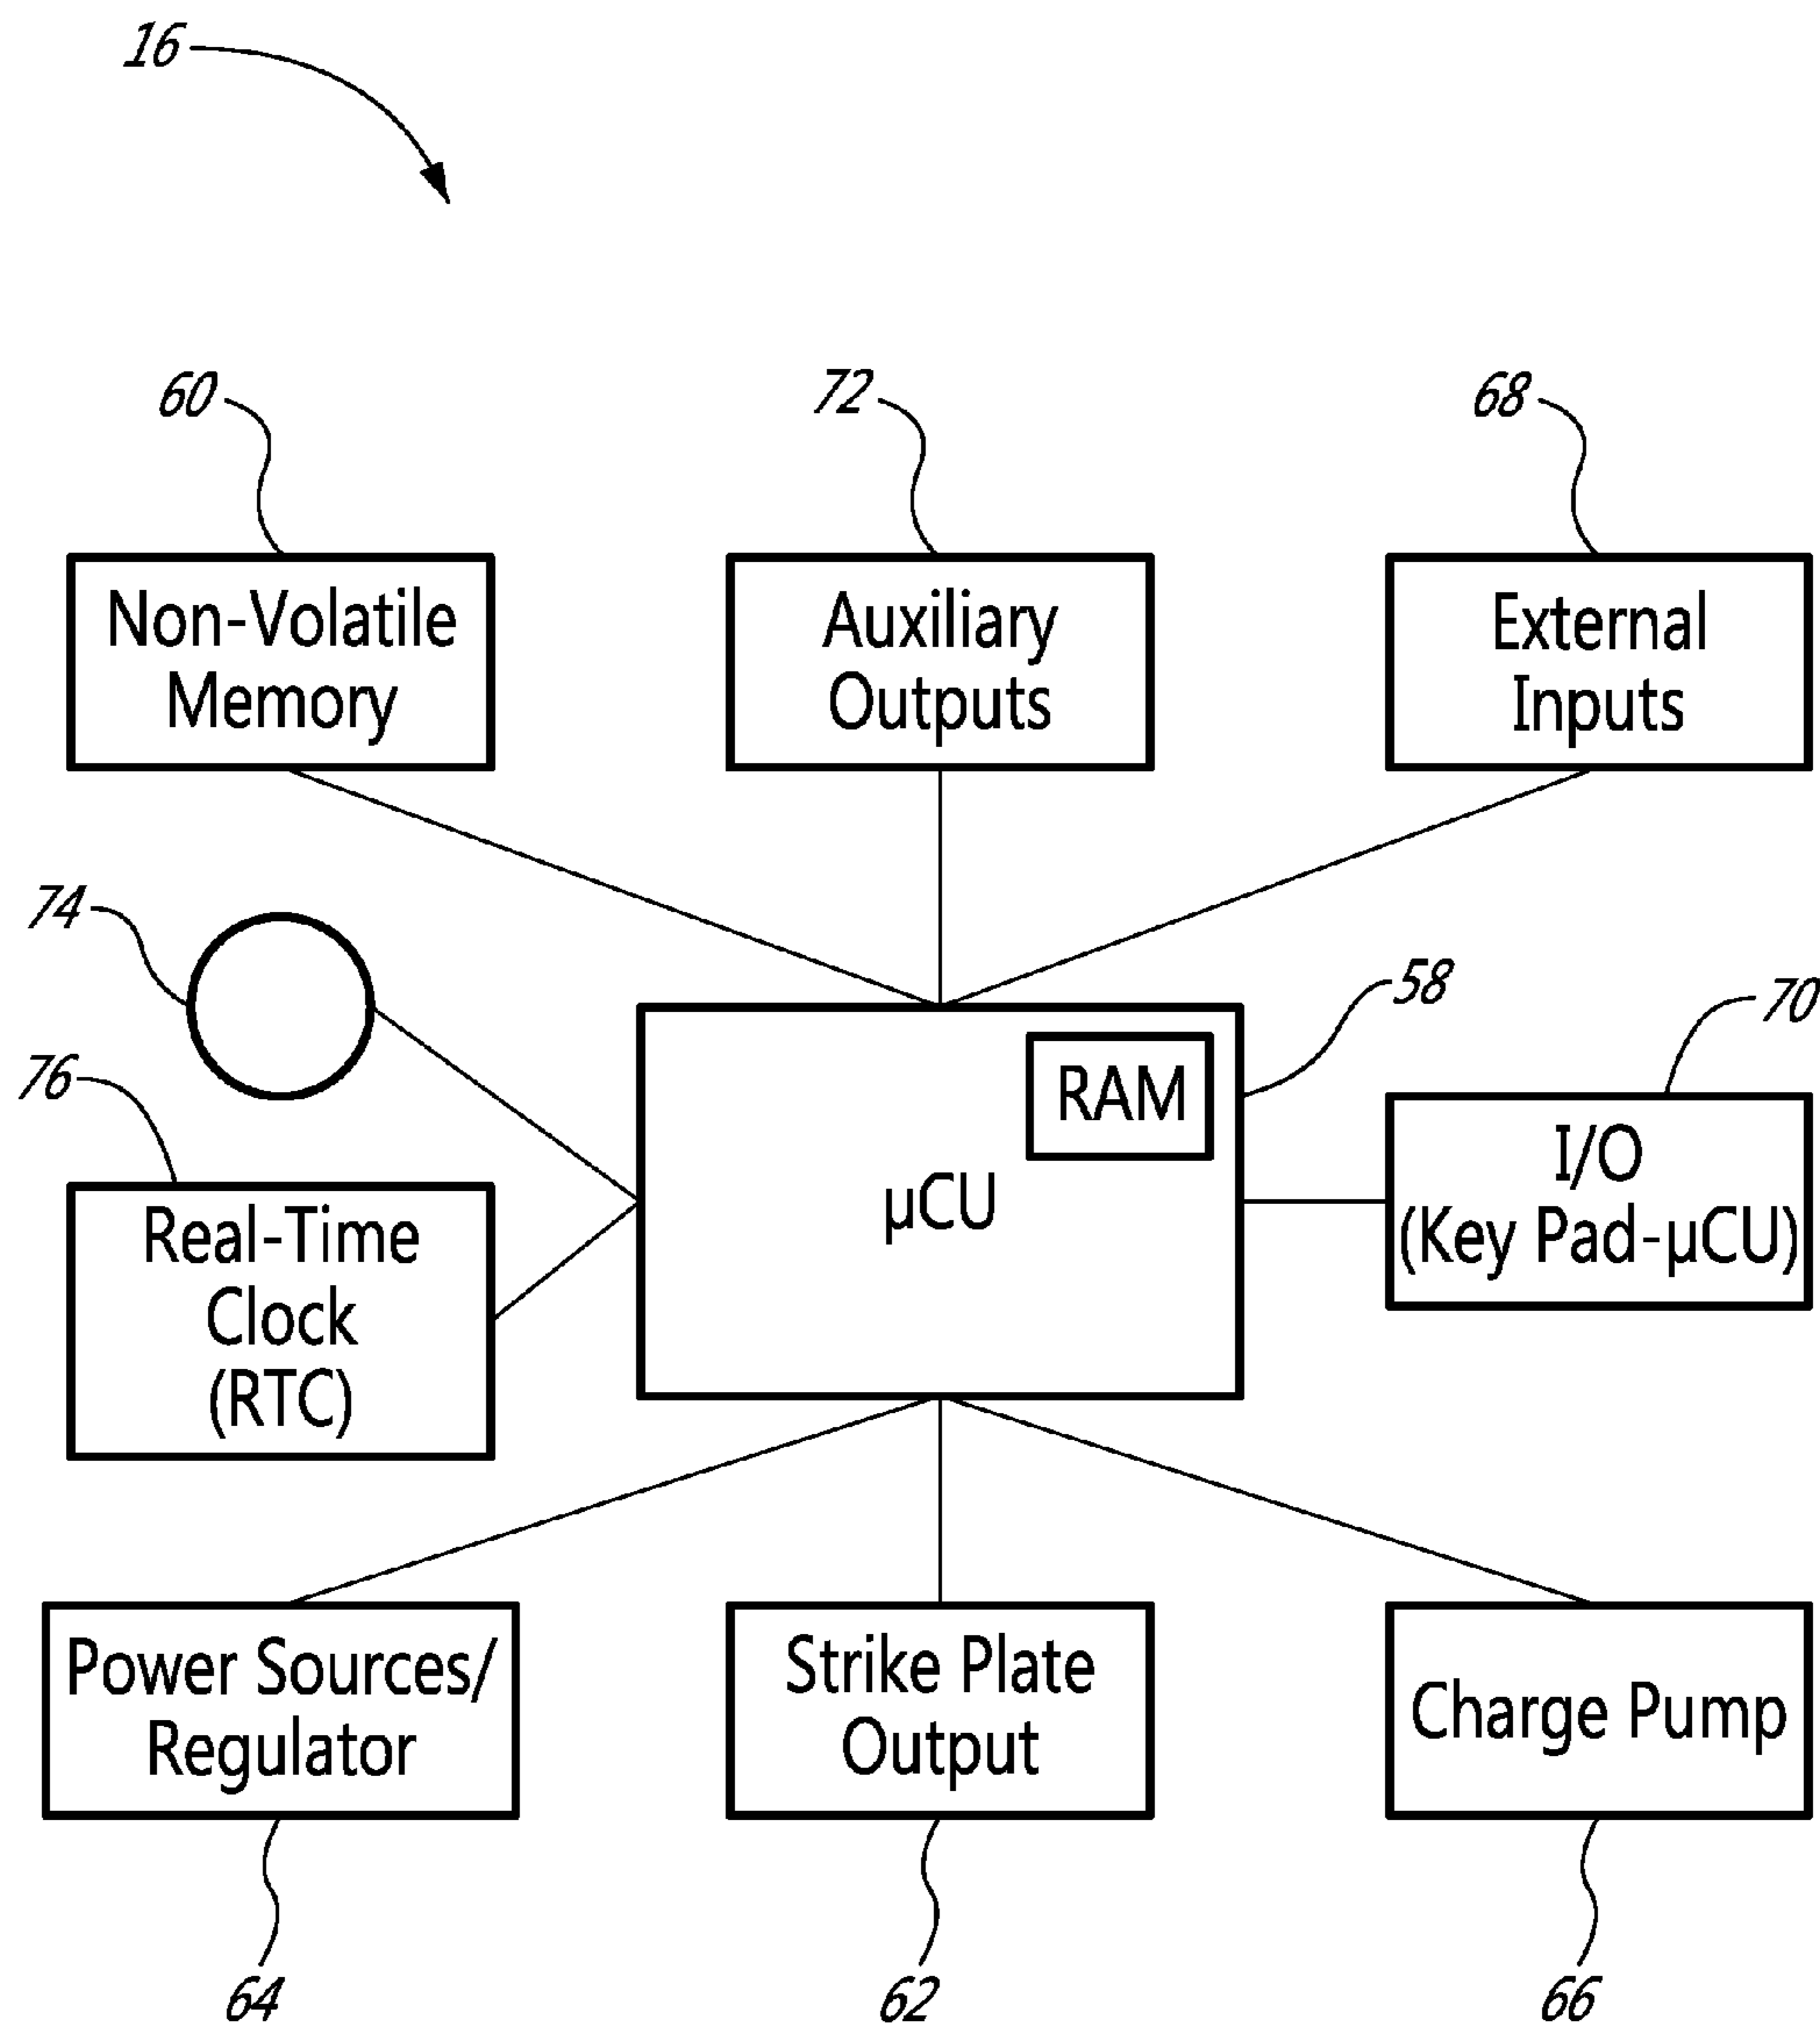 16
60
72
68
Non-Volatile
Memory
Auxiliary
Outputs
External
Inputs
74
58
70
76
RAM
µCU
I/O
(Key Pad-µCU)
Real-Time
Clock
(RTC)
Power Sources/
Regulator
Strike Plate
Output
Charge Pump
64
62
66